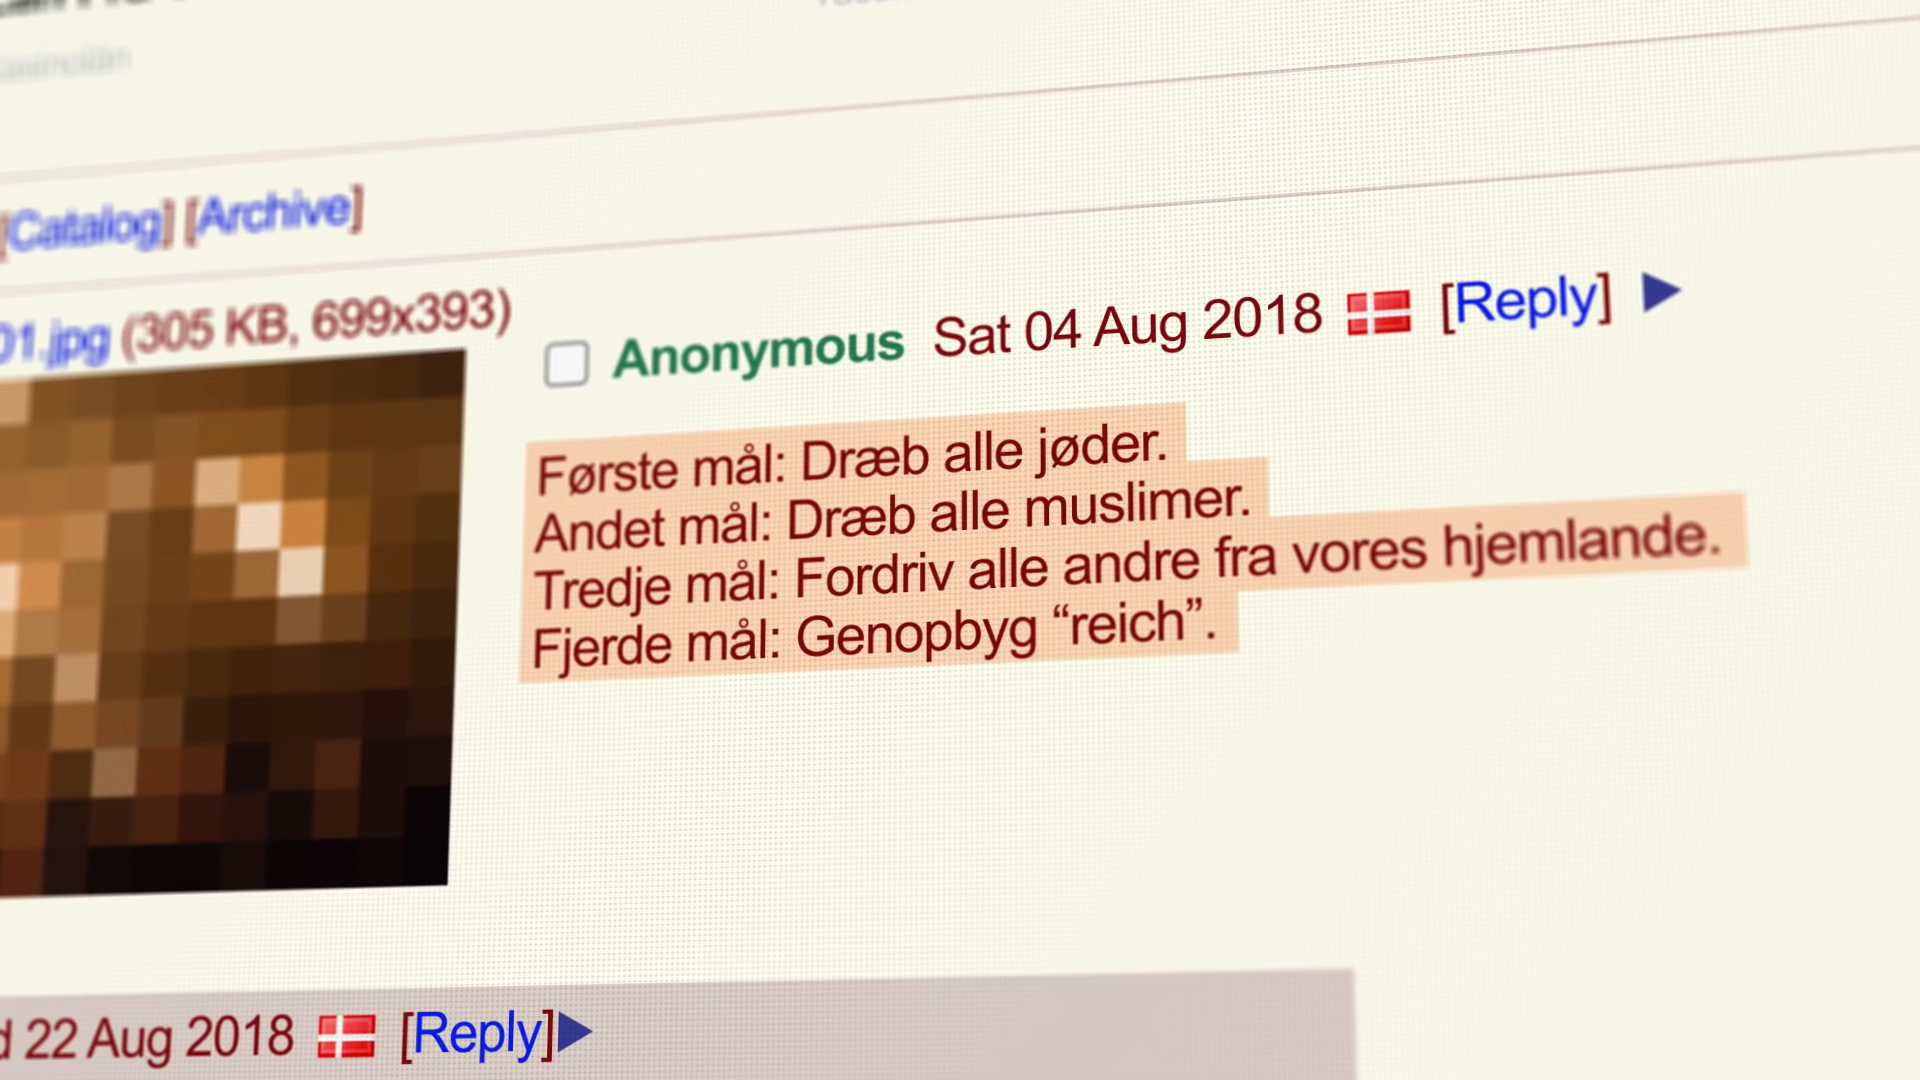 [Catalog] [Archive]
01.jpg (305 KB, 699x393)
Anonymous Sat 04 Aug 2018 [Reply]
Første mål: Dræb alle jøder.
Andet mål: Dræb alle muslimer.
Tredje mål: Fordriv alle andre fra vores hjemlande.
Fjerde mål: Genopbyg “reich”.
22 Aug 2018 [Reply]